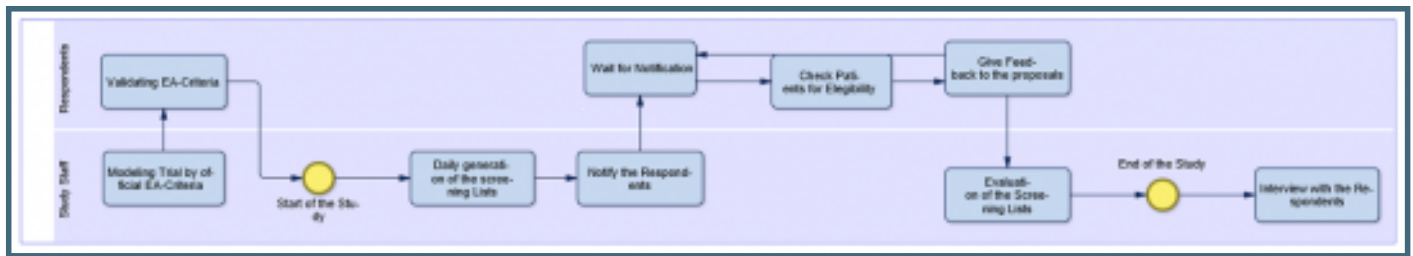 Respondents
Validating EA-Criteria
Wait for Notification
Check Pati-
ents for Elegibility
Give Feed-
back to the proposals
Study Staff
Modeling Trial by of-
ficial EA-Criteria
Start of the Stu-
dy
Daily generati-
on of the scree-
ning Lists
Notify the Respond-
ents
Evaluati-
on of the Scree-
ning Lists
End of the Study
Interview with the Re-
spondents